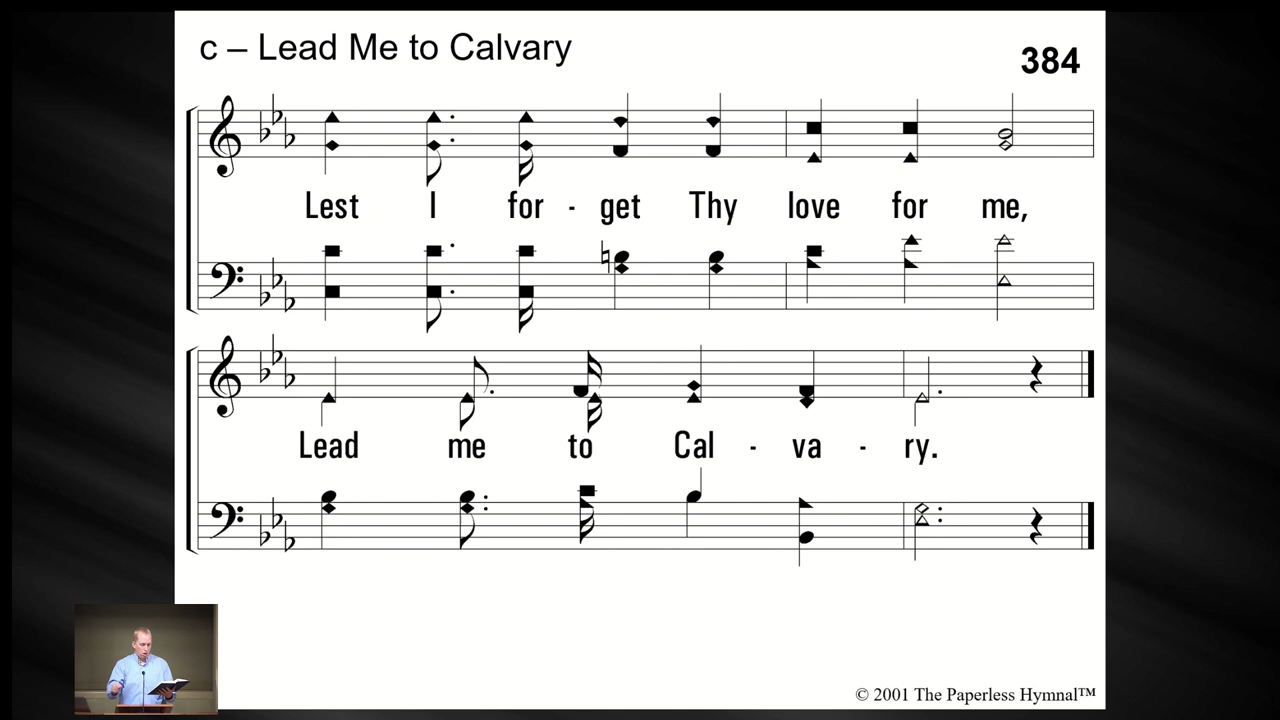 c – Lead Me to Calvary
384
Lest I for - get Thy love for me,
Lead me to Cal - va - ry.
© 2001 The Paperless Hymnal™